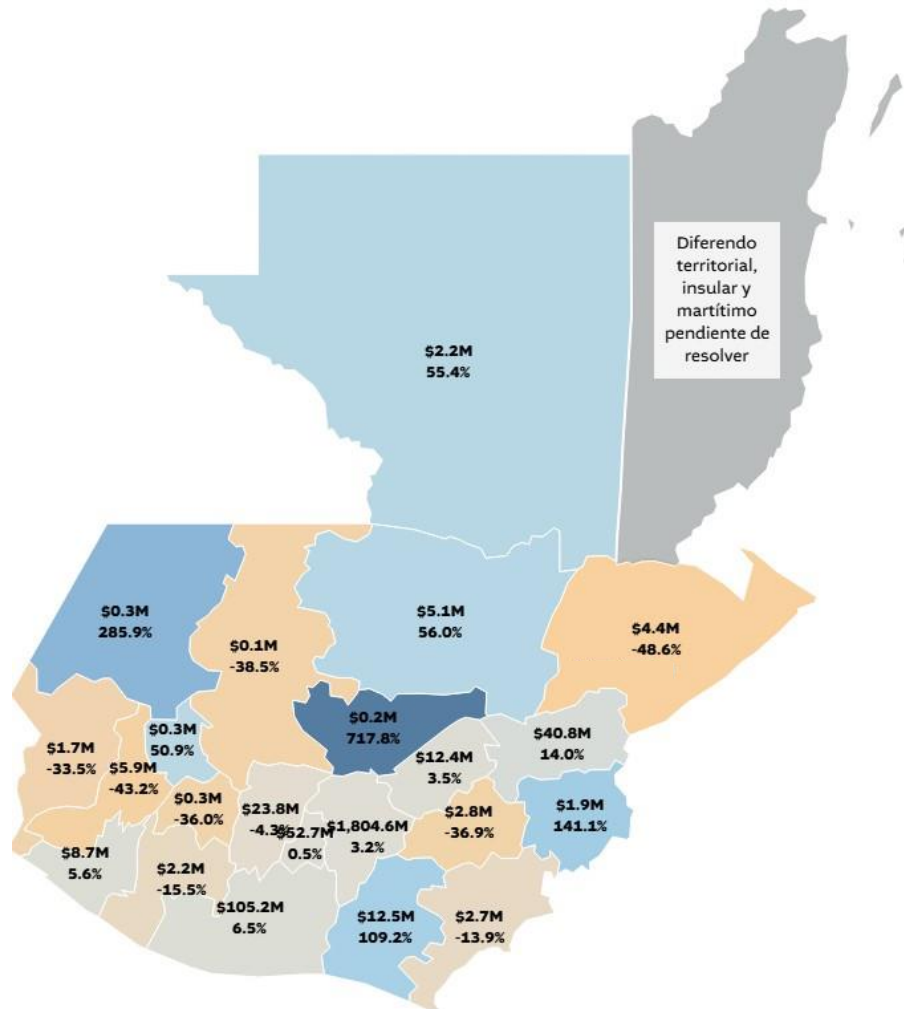 Diferendo
territorial,
insular y
martítimo
pendiente de
resolver
$2.2M
55.4%
$0.3M
285.9%
$0.1M
-38.5%
$5.1M
56.0%
$4.4M
-48.6%
$1.7M
-33.5%
$5.9M
-43.2%
$0.3M
50.9%
$0.2M
717.8%
$12.4M
3.5%
$40.8M
14.0%
$0.3M
-36.0%
$23.8M
-4.3%
$52.7M
0.5%
$1,804.6M
3.2%
$2.8M
-36.9%
$1.9M
141.1%
$8.7M
5.6%
$2.2M
-15.5%
$105.2M
6.5%
$12.5M
109.2%
$2.7M
-13.9%